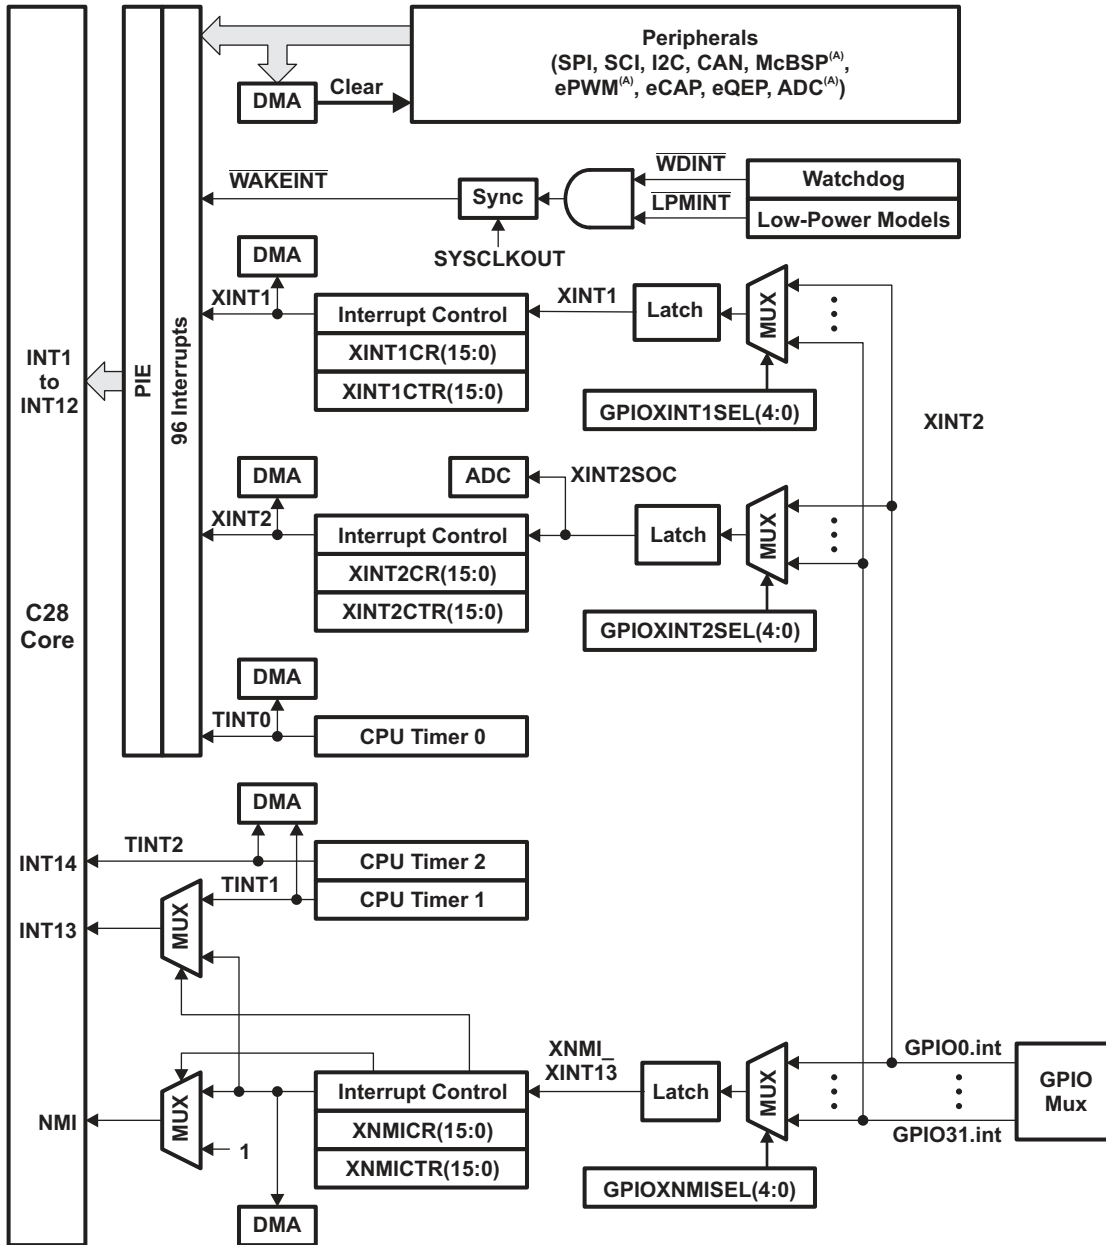 Peripherals
(SPI, SCI, I2C, CAN, McBSP(A),
ePWM(A), eCAP, eQEP, ADC(A))
DMA
Clear
WAKEINT
Sync
SYSCLKOUT
WDINT
LPMINT
Watchdog
Low-Power Models
DMA
XINT1
Interrupt Control
XINT1CR(15:0)
XINT1CTR(15:0)
XINT1
Latch
MUX
GPIOXINT1SEL(4:0)
INT1
to
INT12
PIE
96 Interrupts
XINT2
DMA
XINT2
Interrupt Control
XINT2CR(15:0)
XINT2CTR(15:0)
ADC
XINT2SOC
Latch
MUX
GPIOXINT2SEL(4:0)
C28
Core
DMA
TINT0
CPU Timer 0
DMA
INT14
TINT2
CPU Timer 2
TINT1
CPU Timer 1
INT13
MUX
NMI
MUX
1
Interrupt Control
XNMICR(15:0)
XNMICTR(15:0)
DMA
XNMI_
XINT13
Latch
MUX
GPIOXNMISEL(4:0)
GPIO0.int
GPIO31.int
GPIO
Mux